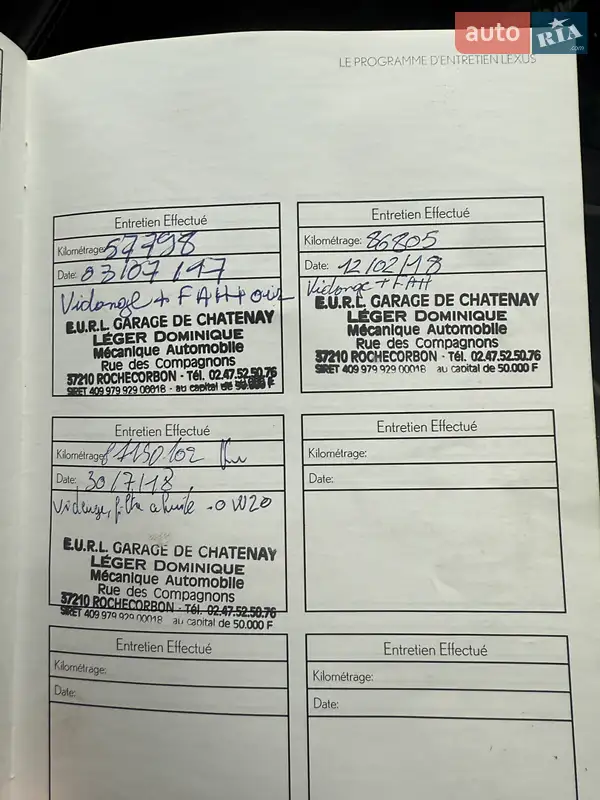 auto RIA .com
LE PROGRAMME D'ENTRETIEN LEXUS
Entretien Effectué
Kilométrage: 57798
Date: 03/07/17
Vidange + FAH +
E.U.R.L. GARAGE DE CHATENAY
LÉGER DOMINIQUE
Mécanique Automobile
Rue des Compagnons
37210 ROCHECORBON - Tél. 02.47.52.50.76
SIRET 409 979 929 00018 - au capital de 50.000 F
Entretien Effectué
Kilométrage: 86805
Date: 12/02/18
Vidange + FAH
E.U.R.L. GARAGE DE CHATENAY
LÉGER DOMINIQUE
Mécanique Automobile
Rue des Compagnons
37210 ROCHECORBON - Tél. 02.47.52.50.76
SIRET 409 979 929 00018 au capital de 50.000 F
Entretien Effectué
Kilométrage:
Date: 30/7/18
Vidange, filtre a huile - 0W20
E.U.R.L. GARAGE DE CHATENAY
LÉGER DOMINIQUE
Mécanique Automobile
Rue des Compagnons
37210 ROCHECORBON - Tél. 02.47.52.50.76
SIRET 409 979 929 00018 au capital de 50.000 F
Entretien Effectué
Kilométrage:
Date:
Entretien Effectué
Kilométrage:
Date:
Entretien Effectué
Kilométrage:
Date: